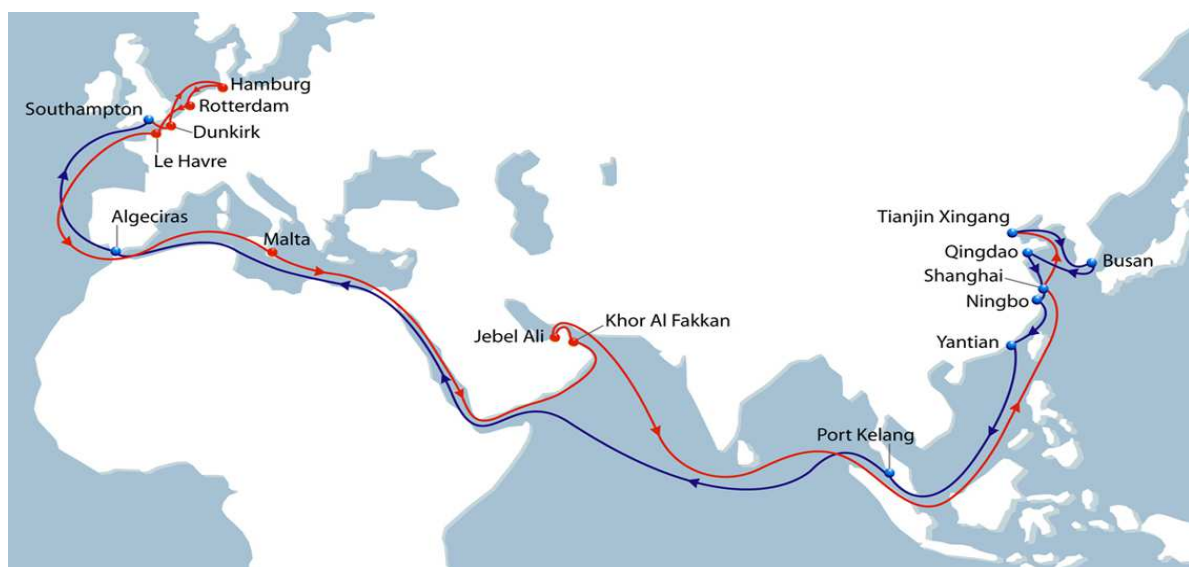 Hamburg
Rotterdam
Southampton
Dunkirk
Le Havre
Algeciras
Malta
Tianjin Xingang
Qingdao
Busan
Shanghai
Ningbo
Khor Al Fakkan
Jebel Ali
Yantian
Port Kelang